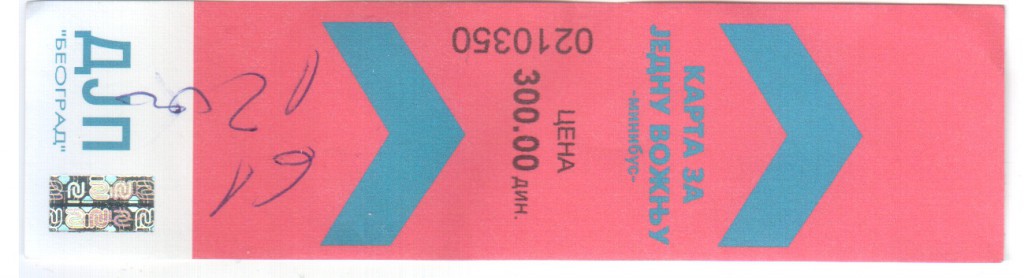 КАРТА ЗА
ЈЕДНУ ВОЖЊУ
-минибус-
ЦЕНА
300.00 дин.
0210350
ДЈП
"БЕОГРАД"